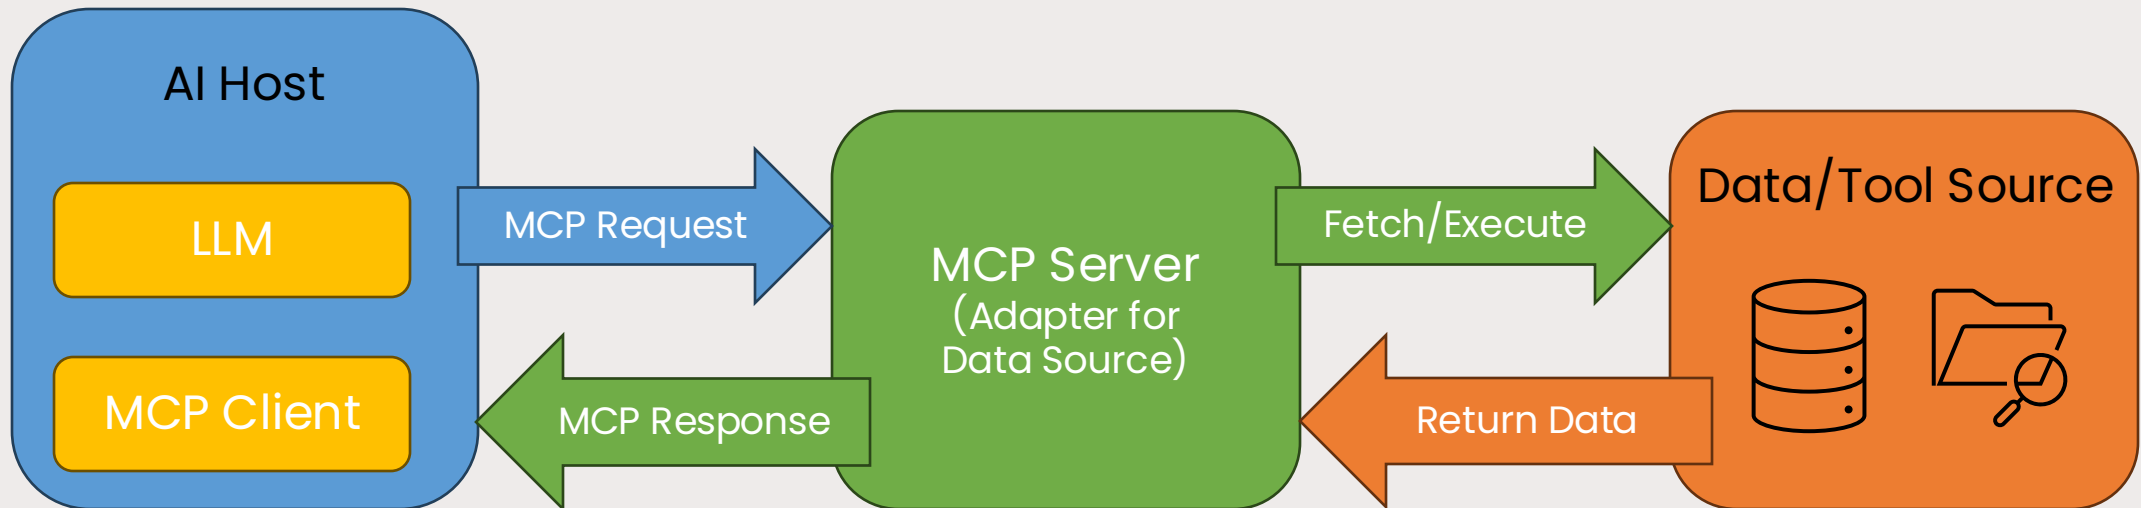 AI Host
LLM
MCP Client
MCP Request
MCP Response
MCP Server
(Adapter for
Data Source)
Fetch/Execute
Return Data
Data/Tool Source